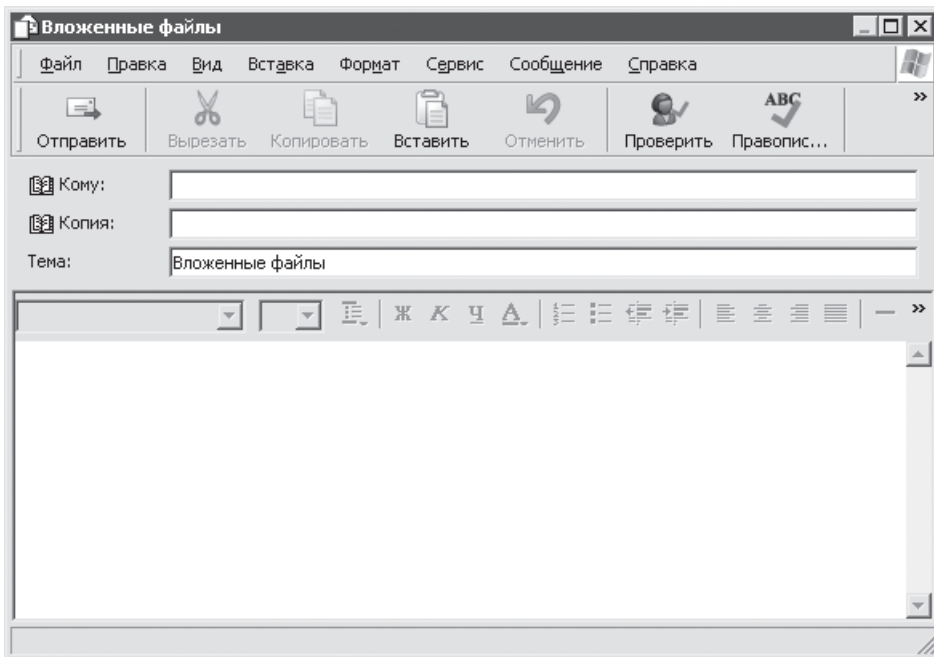 Вложенные файлы
Файл Правка Вид Вставка Формат Сервис Сообщение Справка
Отправить Вырезать Копировать Вставить Отменить Проверить ABC Правопис... »
Кому:
Копия:
Тема: Вложенные файлы
Ж К Ч А »